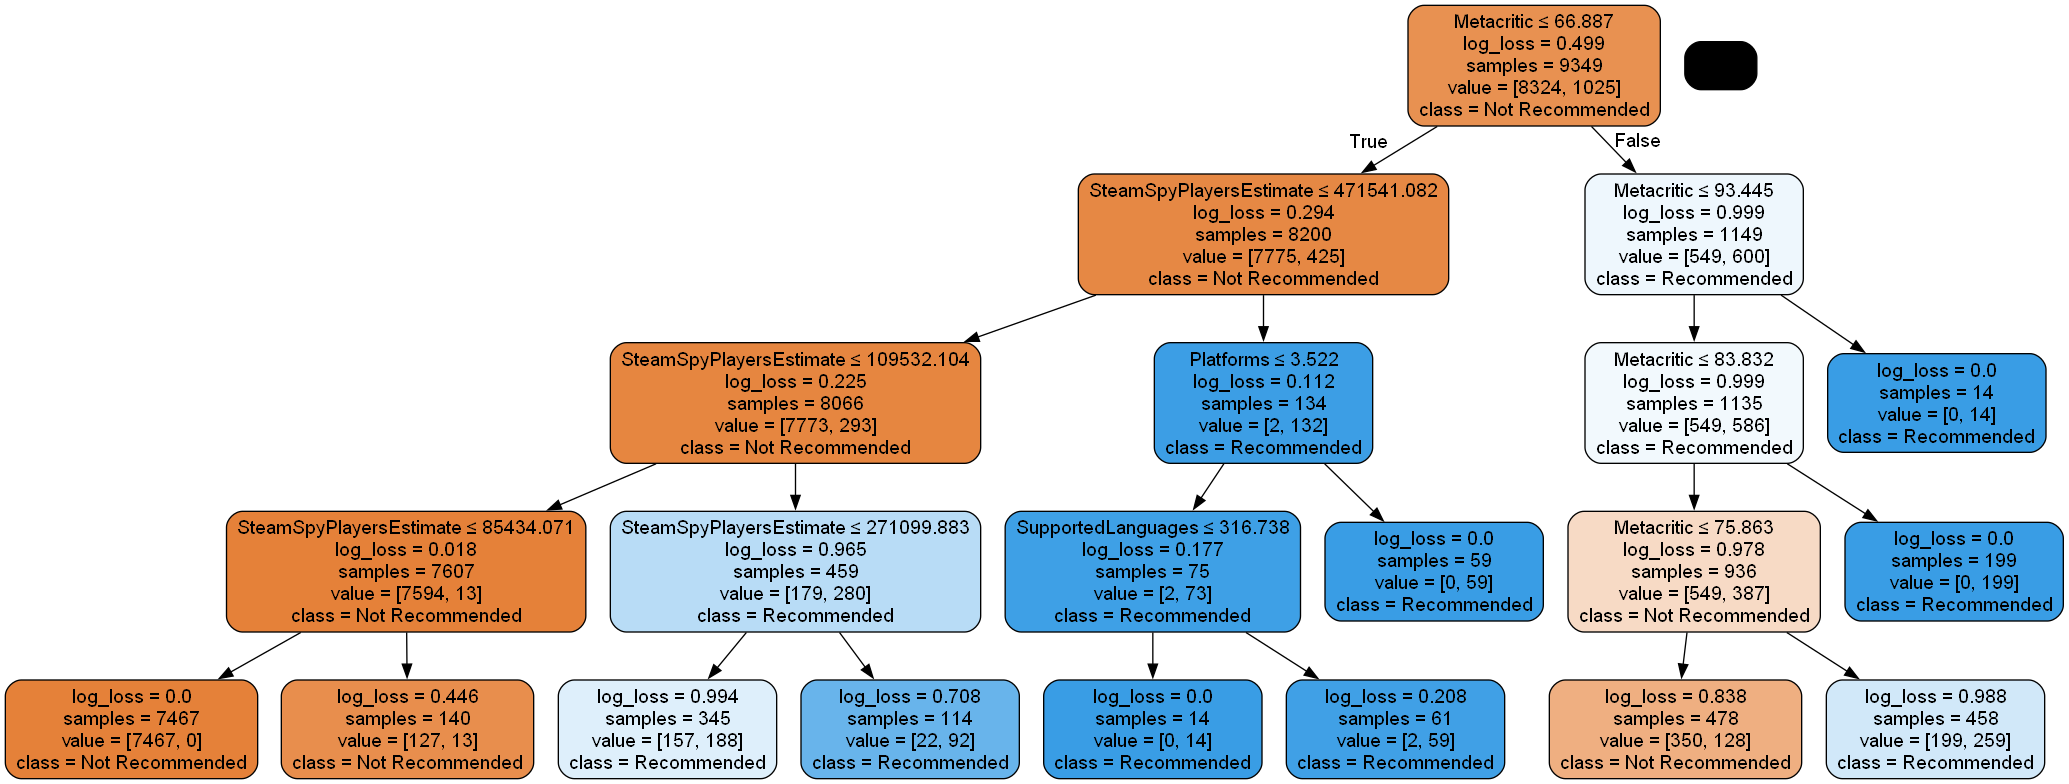 Metacritic ≤ 66.887
log_loss = 0.499
samples = 9349
value = [8324, 1025]
class = Not Recommended
True
False
SteamSpyPlayersEstimate ≤ 471541.082
log_loss = 0.294
samples = 8200
value = [7775, 425]
class = Not Recommended
Metacritic ≤ 93.445
log_loss = 0.999
samples = 1149
value = [549, 600]
class = Recommended
SteamSpyPlayersEstimate ≤ 109532.104
log_loss = 0.225
samples = 8066
value = [7773, 293]
class = Not Recommended
Platforms ≤ 3.522
log_loss = 0.112
samples = 134
value = [2, 132]
class = Recommended
Metacritic ≤ 83.832
log_loss = 0.999
samples = 1135
value = [549, 586]
class = Recommended
log_loss = 0.0
samples = 14
value = [0, 14]
class = Recommended
SteamSpyPlayersEstimate ≤ 85434.071
log_loss = 0.018
samples = 7607
value = [7594, 13]
class = Not Recommended
SteamSpyPlayersEstimate ≤ 271099.883
log_loss = 0.965
samples = 459
value = [179, 280]
class = Recommended
SupportedLanguages ≤ 316.738
log_loss = 0.177
samples = 75
value = [2, 73]
class = Recommended
log_loss = 0.0
samples = 59
value = [0, 59]
class = Recommended
Metacritic ≤ 75.863
log_loss = 0.978
samples = 936
value = [549, 387]
class = Not Recommended
log_loss = 0.0
samples = 199
value = [0, 199]
class = Recommended
log_loss = 0.0
samples = 7467
value = [7467, 0]
class = Not Recommended
log_loss = 0.446
samples = 140
value = [127, 13]
class = Not Recommended
log_loss = 0.994
samples = 345
value = [157, 188]
class = Recommended
log_loss = 0.708
samples = 114
value = [22, 92]
class = Recommended
log_loss = 0.0
samples = 14
value = [0, 14]
class = Recommended
log_loss = 0.208
samples = 61
value = [2, 59]
class = Recommended
log_loss = 0.838
samples = 478
value = [350, 128]
class = Not Recommended
log_loss = 0.988
samples = 458
value = [199, 259]
class = Recommended